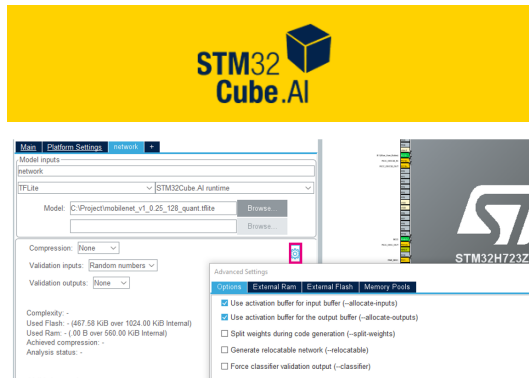 STM32
Cube.AI
Main Platform Settings network +
Model inputs
network
TFLite STM32Cube.AI runtime
Model: C:\Project\mobilenet_v1_0.25_128_quant.tflite Browse...
Browse...
Compression: None
Validation inputs: Random numbers
Validation outputs: None
Complexity: -
Used Flash: - (467.58 KiB over 1024.00 KiB Internal)
Used Ram: - (.00 B over 560.00 KiB Internal)
Achieved compression: -
Analysis status: -
STM32H723Z
Advanced Settings
Options External Ram External Flash Memory Pools
Use activation buffer for input buffer (--allocate-inputs)
Use activation buffer for the output buffer (--allocate-outputs)
Split weights during code generation (--split-weights)
Generate relocatable network (--relocatable)
Force classifier validation output (--classifier)